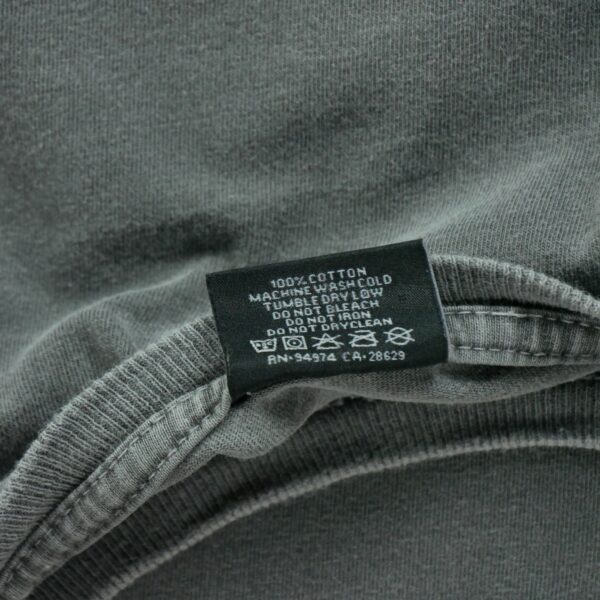 100% COTTON
MACHINE WASH COLD
TUMBLE DRY LOW
DO NOT BLEACH
DO NOT IRON
DO NOT DRYCLEAN
RN·94974 CA·28629